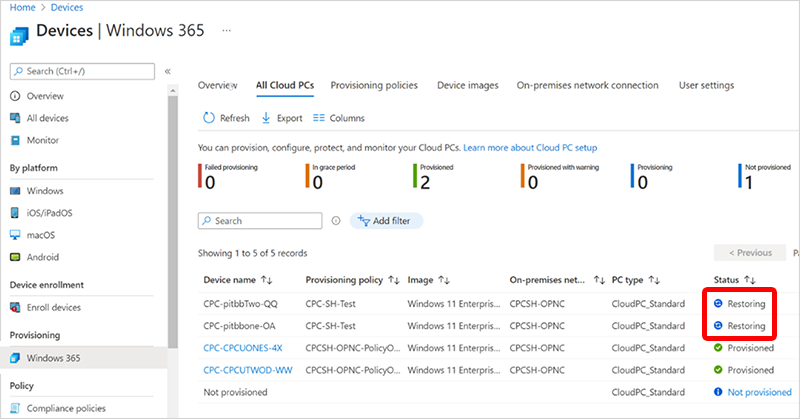 Home > Devices
Devices | Windows 365 ...
Search (Ctrl+/) «
Overview
All devices
Monitor
By platform
Windows
iOS/iPadOS
macOS
Android
Device enrollment
Enroll devices
Provisioning
Windows 365
Policy
Compliance policies
Overview All Cloud PCs Provisioning policies Device images On-premises network connection User settings
Refresh Export Columns
You can provision, configure, protect, and monitor your Cloud PCs. Learn more about Cloud PC setup
Failed provisioning In grace period Provisioned Provisioned with warning Provisioning Not provisioned
0 0 2 0 0 1
Search Add filter
Showing 1 to 5 of 5 records < Previous
Device name ↑↓ Provisioning policy ↑↓ Image ↑↓ On-premises net... ↑↓ PC type ↑↓ Status ↑↓
CPC-pitbbTwo-QQ CPC-SH-Test Windows 11 Enterpris... CPCSH-OPNC CloudPC_Standard Restoring
CPC-pitbbone-OA CPC-SH-Test Windows 11 Enterpris... CPCSH-OPNC CloudPC_Standard Restoring
CPC-CPCUONES-4X CPCSH-OPNC-PolicyO... Windows 11 Enterpris... CPCSH-OPNC CloudPC_Standard Provisioned
CPC-CPCUTWOD-WW CPCSH-OPNC-PolicyO... Windows 11 Enterpris... CPCSH-OPNC CloudPC_Standard Provisioned
Not provisioned CloudPC_Standard Not provisioned